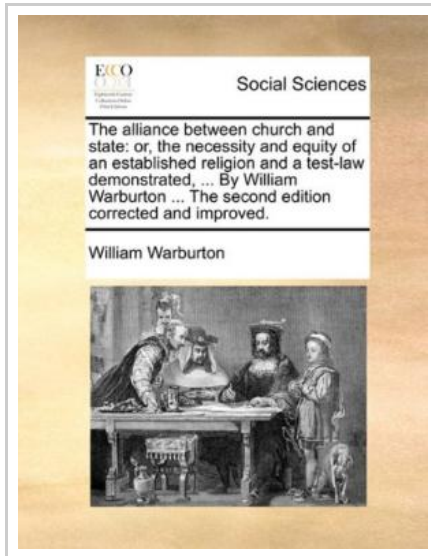 ECCO
Social Sciences
The alliance between church and
state: or, the necessity and equity of
an established religion and a test-law
demonstrated, ... By William
Warburton ... The second edition
corrected and improved.
William Warburton